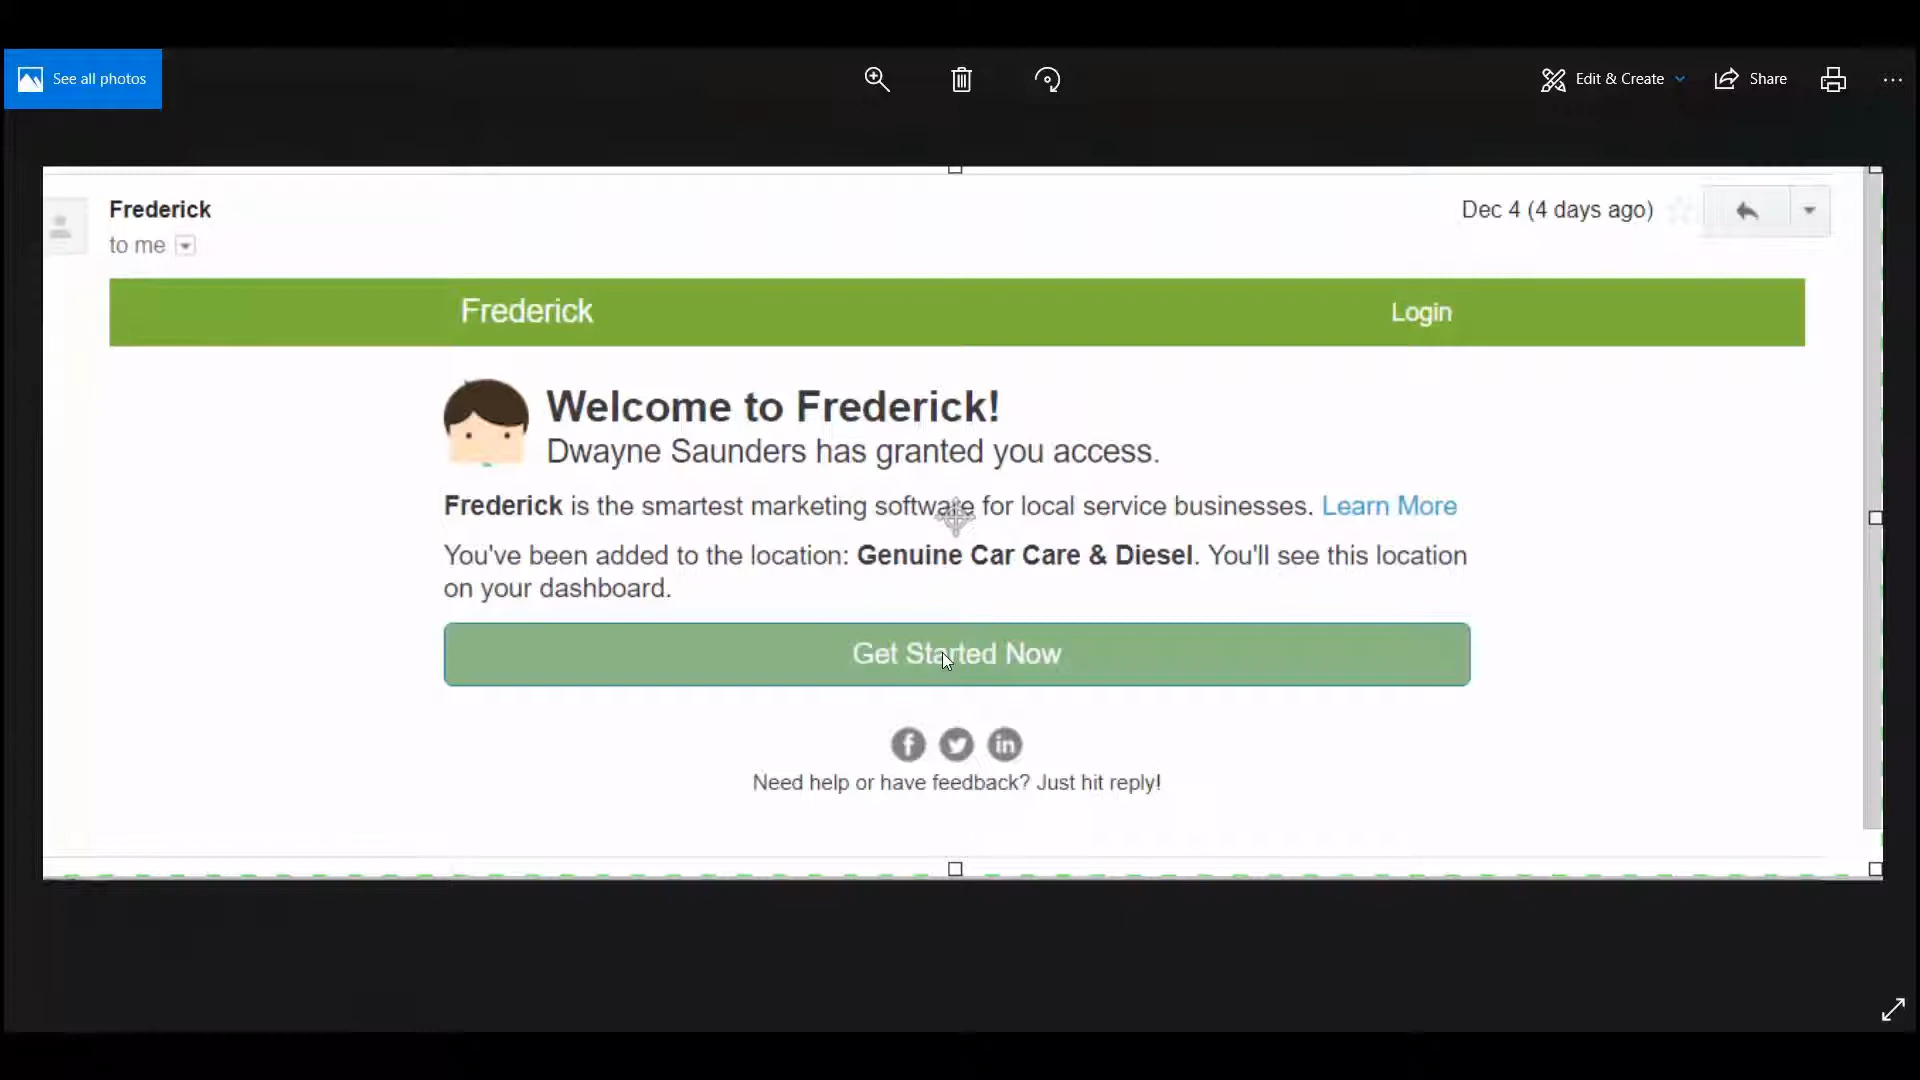 See all photos
Edit & Create
Share
Frederick
Dec 4 (4 days ago)
to me
Frederick
Login
Welcome to Frederick!
Dwayne Saunders has granted you access.
Frederick is the smartest marketing software for local service businesses. Learn More
You've been added to the location: Genuine Car Care & Diesel. You'll see this location
on your dashboard.
Get Started Now
Need help or have feedback? Just hit reply!